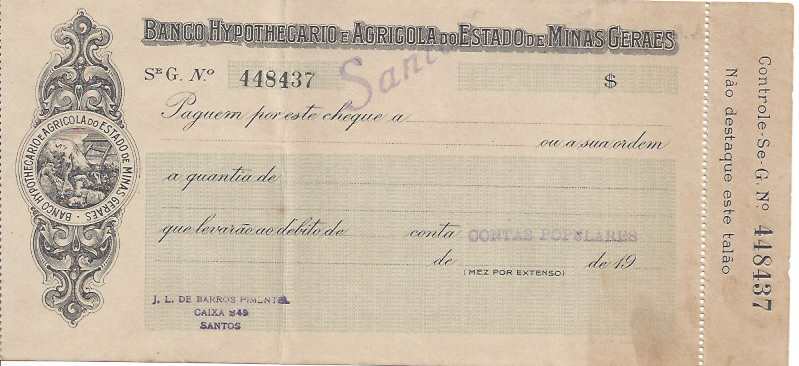 BANCO HYPOTHECARIO E AGRICOLA DO ESTADO DE MINAS GERAES
SE G. Nº 448437 $
Paguem por este cheque a
ou a sua ordem
a quantia de
que levarão ao debito de conta CONTAS POPULARES
de de 19
(MEZ POR EXTENSO)
J. L. DE BARROS PIMENTEL
CAIXA
SANTOS
BANCO HYPOTHECARIO E AGRICOLA DO ESTADO DE MINAS GERAES
Controle-Se-G. Nº 448437
Não destaque este talão